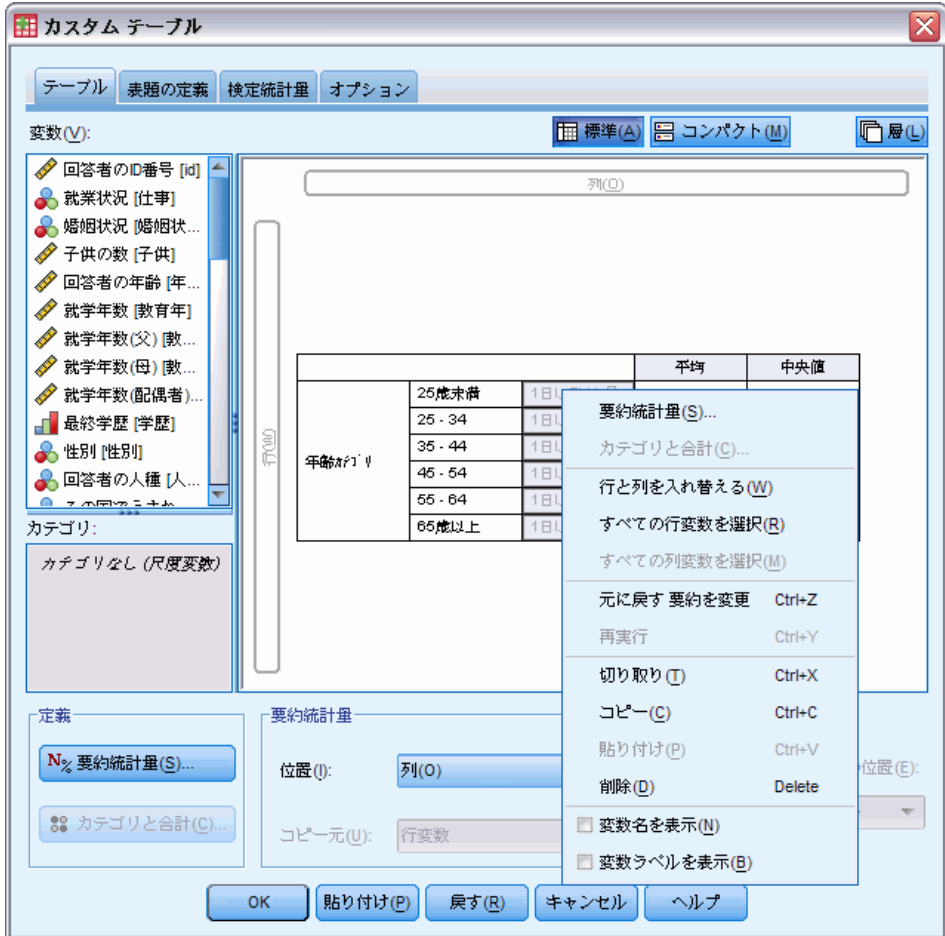 カスタム テーブル
テーブル 表題の定義 検定統計量 オプション
変数(V):
標準(A) コンパクト(M) 層(L)
回答者のID番号 [id]
就業状況 [仕事]
婚姻状況 [婚姻状...
子供の数 [子供]
回答者の年齢 [年...
就学年数 [教育年]
就学年数(父) [教...
就学年数(母) [教...
就学年数(配偶者)...
最終学歴 [学歴]
性別 [性別]
回答者の人種 [人...
カテゴリ:
カテゴリなし (尺度変数)
列(O)
行(W)
平均 中央値
年齢カテゴリ
25歳未満 1日
25 - 34 1日
35 - 44 1日
45 - 54 1日
55 - 64 1日
65歳以上 1日
要約統計量(S)...
カテゴリと合計(C)...
行と列を入れ替える(W)
すべての行変数を選択(R)
すべての列変数を選択(M)
元に戻す 要約を変更 Ctrl+Z
再実行 Ctrl+Y
切り取り(T) Ctrl+X
コピー(C) Ctrl+C
貼り付け(P) Ctrl+V
削除(D) Delete
変数名を表示(N)
変数ラベルを表示(B)
定義
N% 要約統計量(S)...
カテゴリと合計(C)...
要約統計量
位置(I): 列(O)
コピー元(U): 行変数
位置(E):
OK 貼り付け(P) 戻す(R) キャンセル ヘルプ